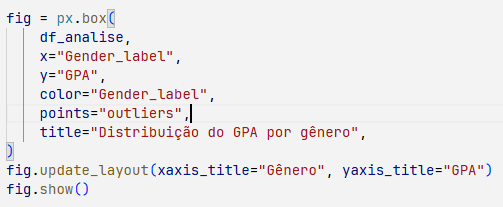 fig = px.box(
    df_analise,
    x="Gender_label",
    y="GPA",
    color="Gender_label",
    points="outliers",
    title="Distribuição do GPA por gênero",
)
fig.update_layout(xaxis_title="Gênero", yaxis_title="GPA")
fig.show()